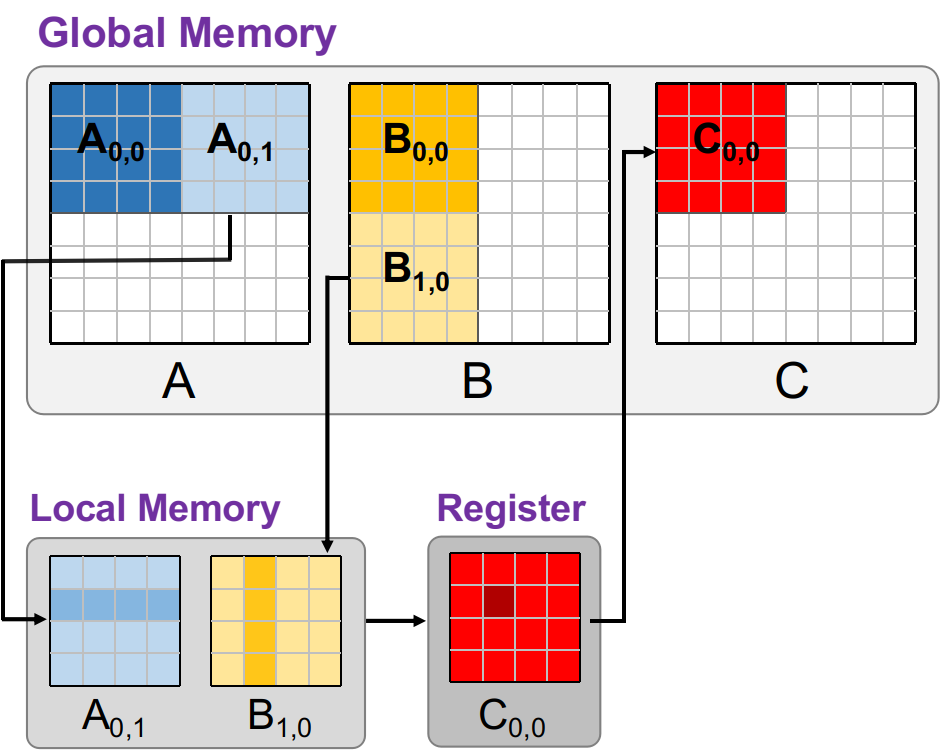 Global Memory
A0,0
A0,1
B0,0
B1,0
C0,0
A
B
C
Local Memory
Register
A0,1
B1,0
C0,0